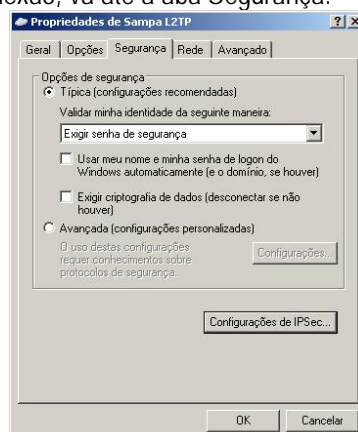 nexão, vá até a aba Segurança.
Propriedades de Sampa L2TP
Geral Opções Segurança Rede Avançado
Opções de segurança
Típica (configurações recomendadas)
Validar minha identidade da seguinte maneira:
Exigir senha de segurança
Usar meu nome e minha senha de logon do
Windows automaticamente (e o domínio, se houver)
Exigir criptografia de dados (desconectar se não
houver)
Avançada (configurações personalizadas)
O uso destas configurações
requer conhecimentos sobre
protocolos de segurança.
Configurações...
Configurações de IPSec...
OK Cancelar